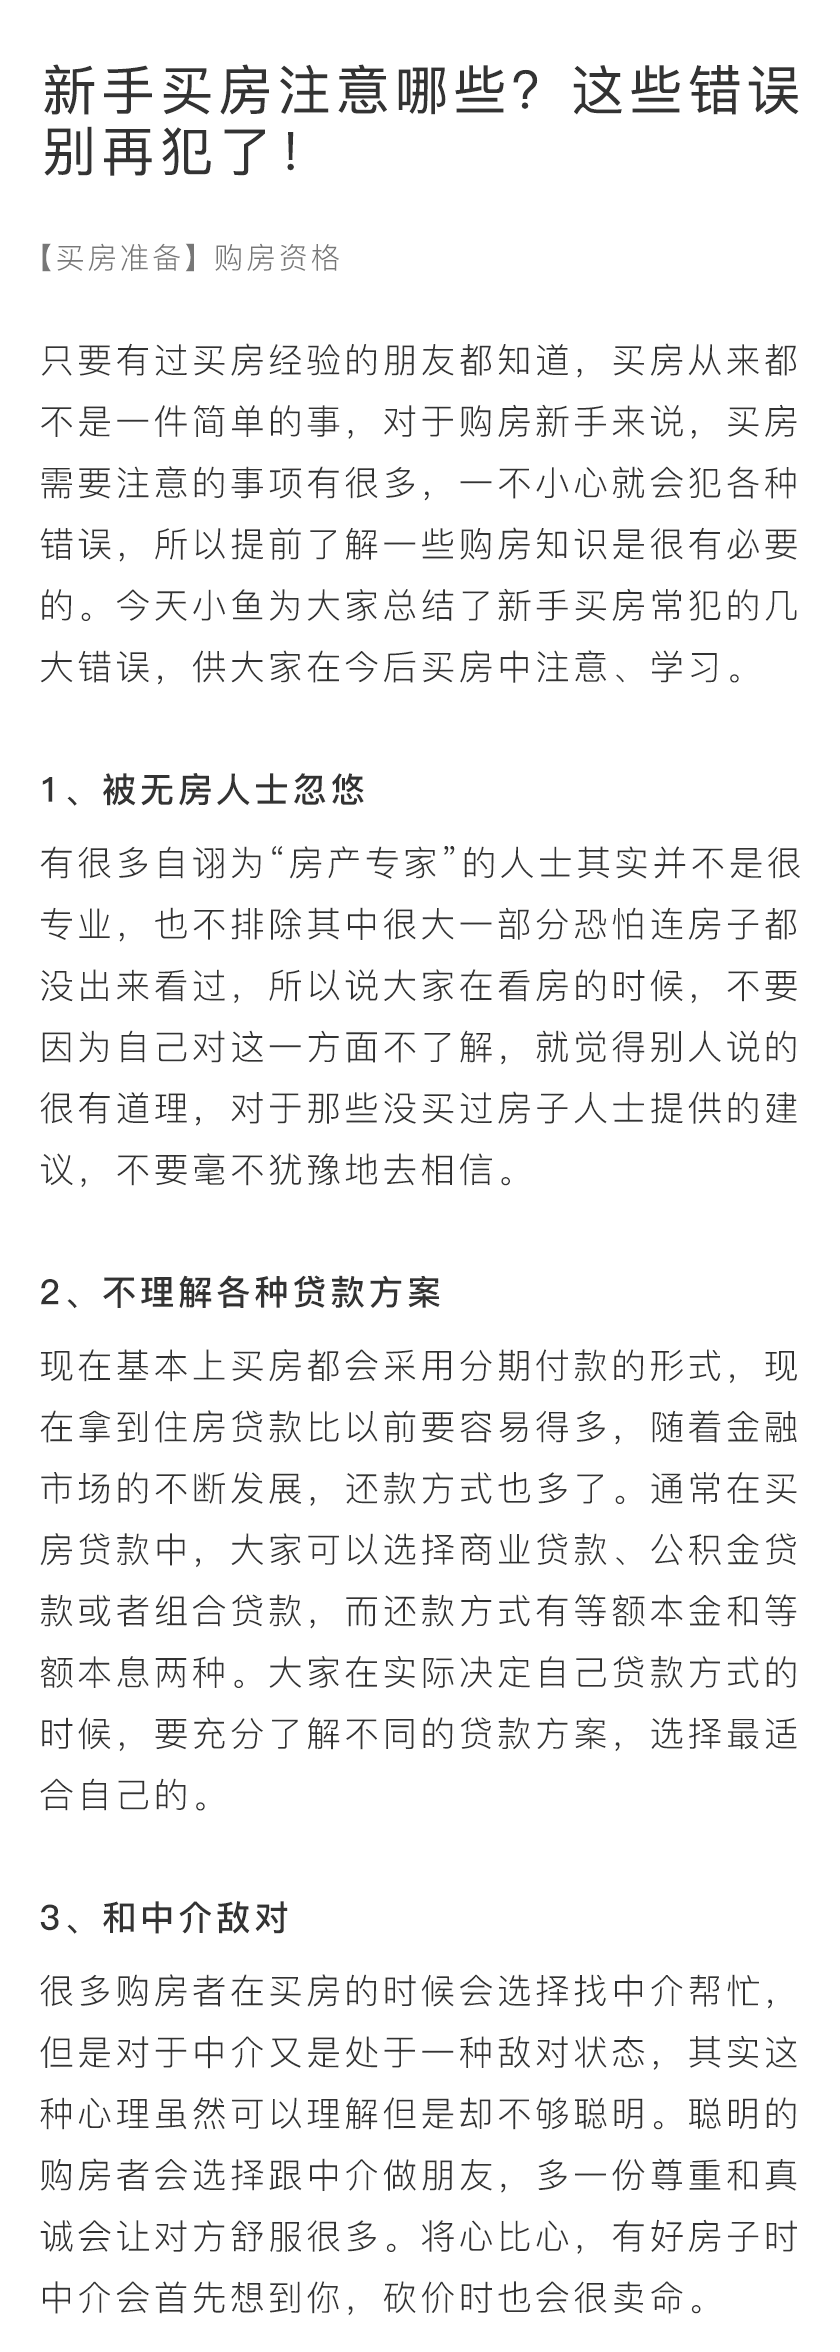 新手买房注意哪些？这些错误
别再犯了！
【买房准备】购房资格
只要有过买房经验的朋友都知道，买房从来都
不是一件简单的事，对于购房新手来说，买房
需要注意的事项有很多，一不小心就会犯各种
错误，所以提前了解一些购房知识是很有必要
的。今天小鱼为大家总结了新手买房常犯的几
大错误，供大家在今后买房中注意、学习。
1、被无房人士忽悠
有很多自诩为“房产专家”的人士其实并不是很
专业，也不排除其中很大一部分恐怕连房子都
没出来看过，所以说大家在看房的时候，不要
因为自己对这一方面不了解，就觉得别人说的
很有道理，对于那些没买过房子人士提供的建
议，不要毫不犹豫地去相信。
2、不理解各种贷款方案
现在基本上买房都会采用分期付款的形式，现
在拿到住房贷款比以前要容易得多，随着金融
市场的不断发展，还款方式也多了。通常在买
房贷款中，大家可以选择商业贷款、公积金贷
款或者组合贷款，而还款方式有等额本金和等
额本息两种。大家在实际决定自己贷款方式的
时候，要充分了解不同的贷款方案，选择最适
合自己的。
3、和中介敌对
很多购房者在买房的时候会选择找中介帮忙，
但是对于中介又是处于一种敌对状态，其实这
种心理虽然可以理解但是却不够聪明。聪明的
购房者会选择跟中介做朋友，多一份尊重和真
诚会让对方舒服很多。将心比心，有好房子时
中介会首先想到你，砍价时也会很卖命。